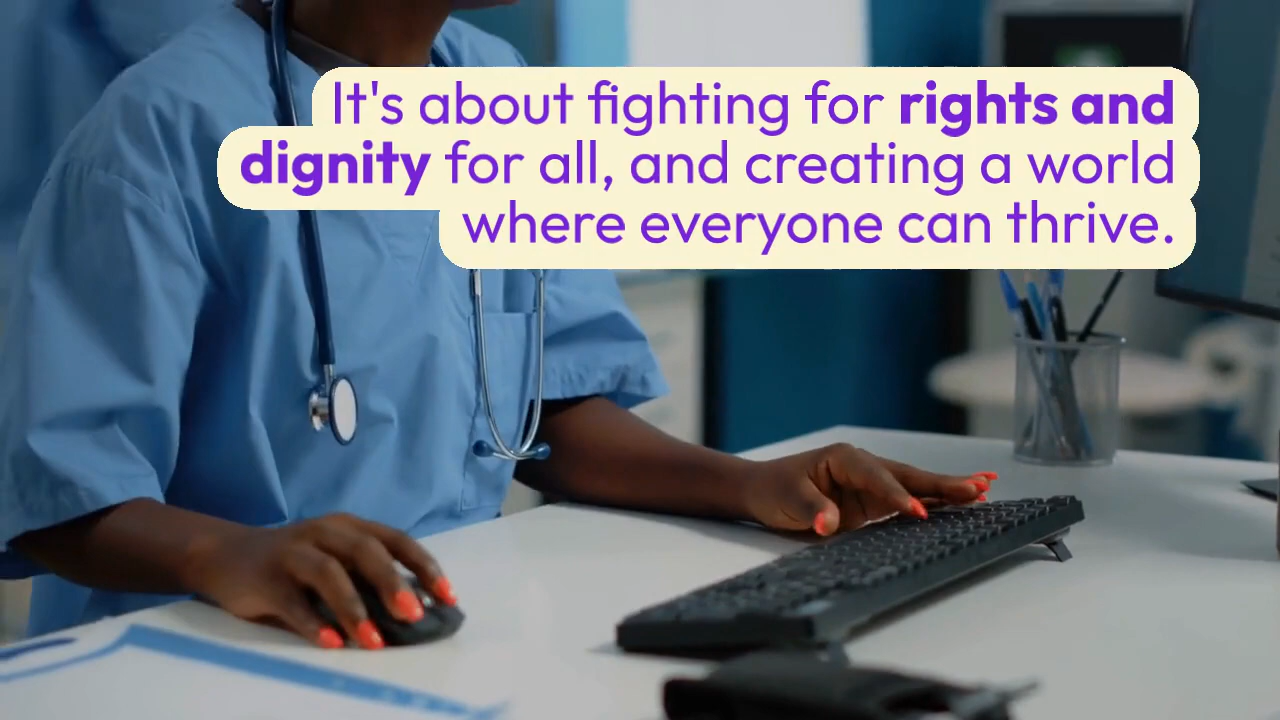 It's about fighting for rights and
dignity for all, and creating a world
where everyone can thrive.